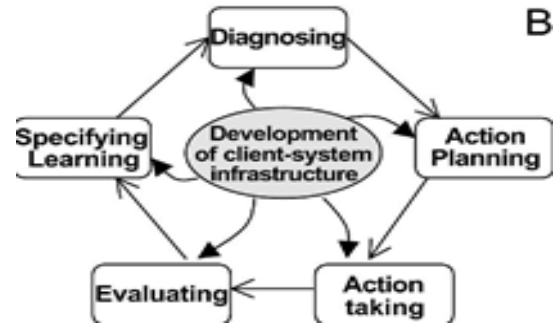 B
Diagnosing
Development
of client-system
infrastructure
Specifying
Learning
Action
Planning
Evaluating
Action
taking